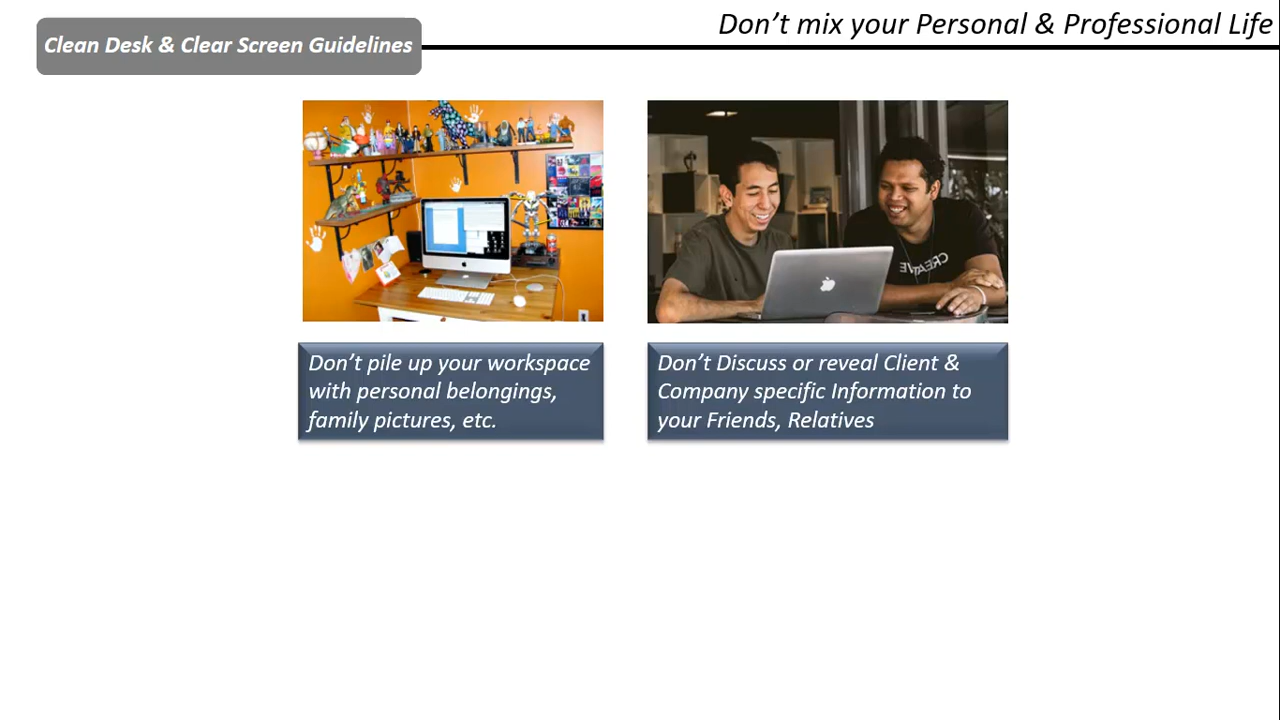 Clean Desk & Clear Screen Guidelines
Don’t mix your Personal & Professional Life
CREATIVE
Don’t pile up your workspace
with personal belongings,
family pictures, etc.
Don’t Discuss or reveal Client &
Company specific Information to
your Friends, Relatives